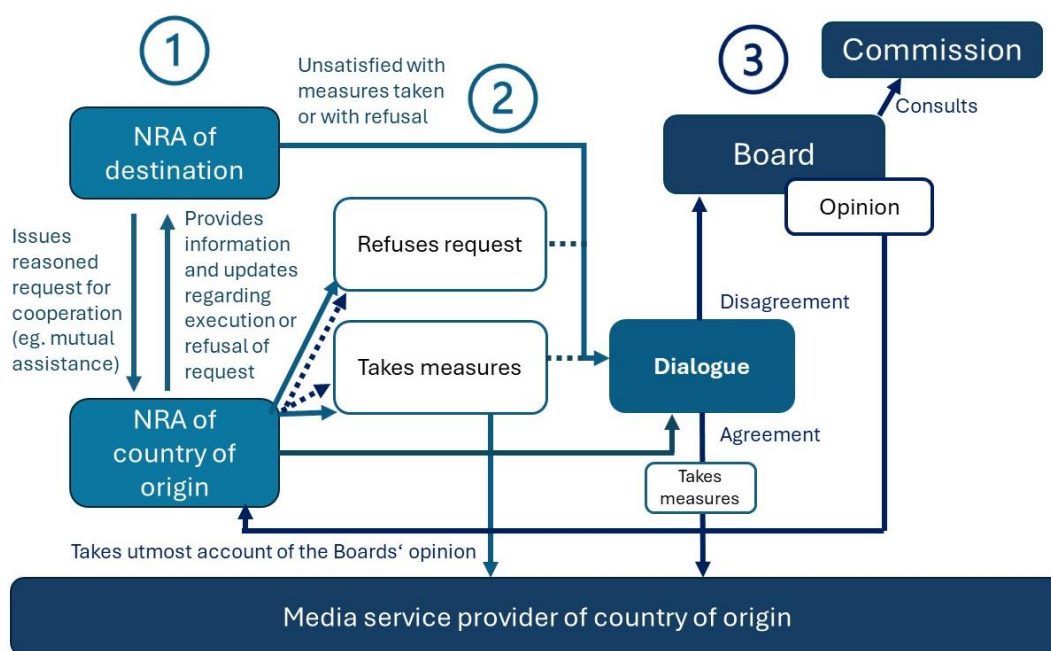 1
Unsatisfied with
measures taken
or with refusal
2
3
Commission
Consults
NRA of
destination
Board
Opinion
Issues
reasoned
request for
cooperation
(eg. mutual
assistance)
Provides
information
and updates
regarding
execution or
refusal of
request
Refuses request
Takes measures
Disagreement
Dialogue
Agreement
Takes
measures
NRA of
country of
origin
Takes utmost account of the Boards‘ opinion
Media service provider of country of origin